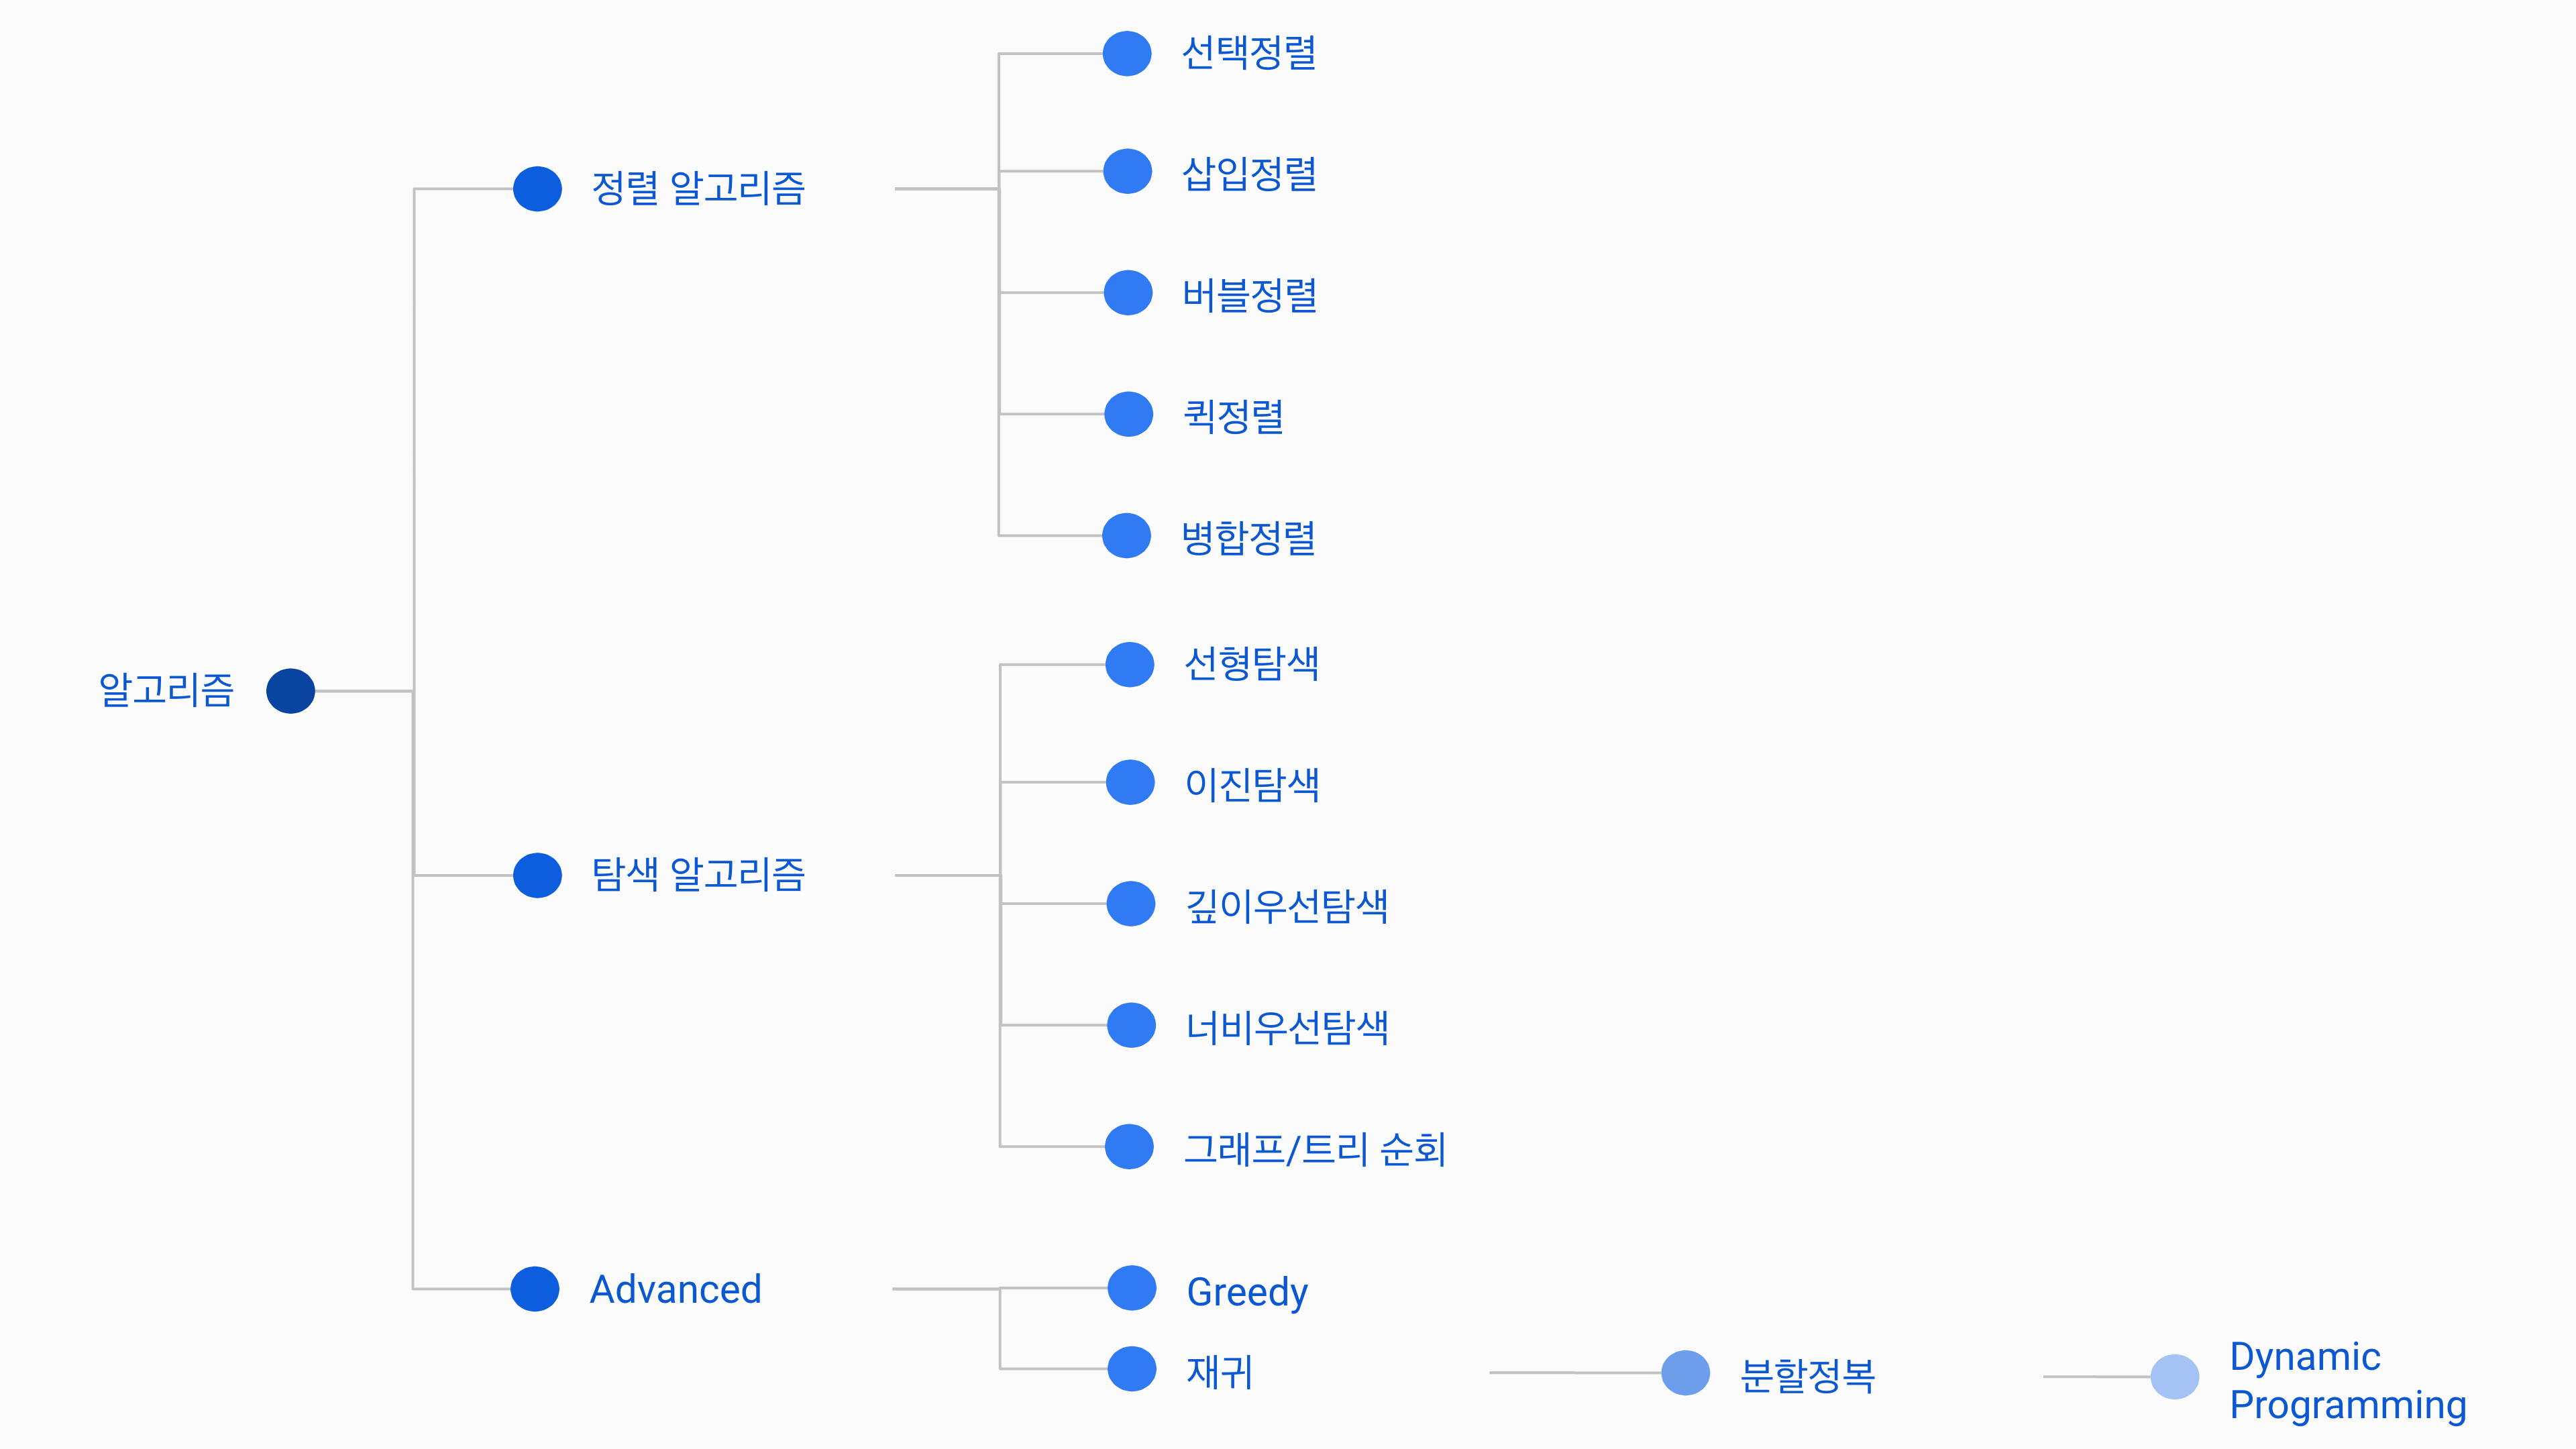 알고리즘
정렬 알고리즘
선택정렬
삽입정렬
버블정렬
퀵정렬
병합정렬
탐색 알고리즘
선형탐색
이진탐색
깊이우선탐색
너비우선탐색
그래프/트리 순회
Advanced
Greedy
재귀
분할정복
Dynamic
Programming